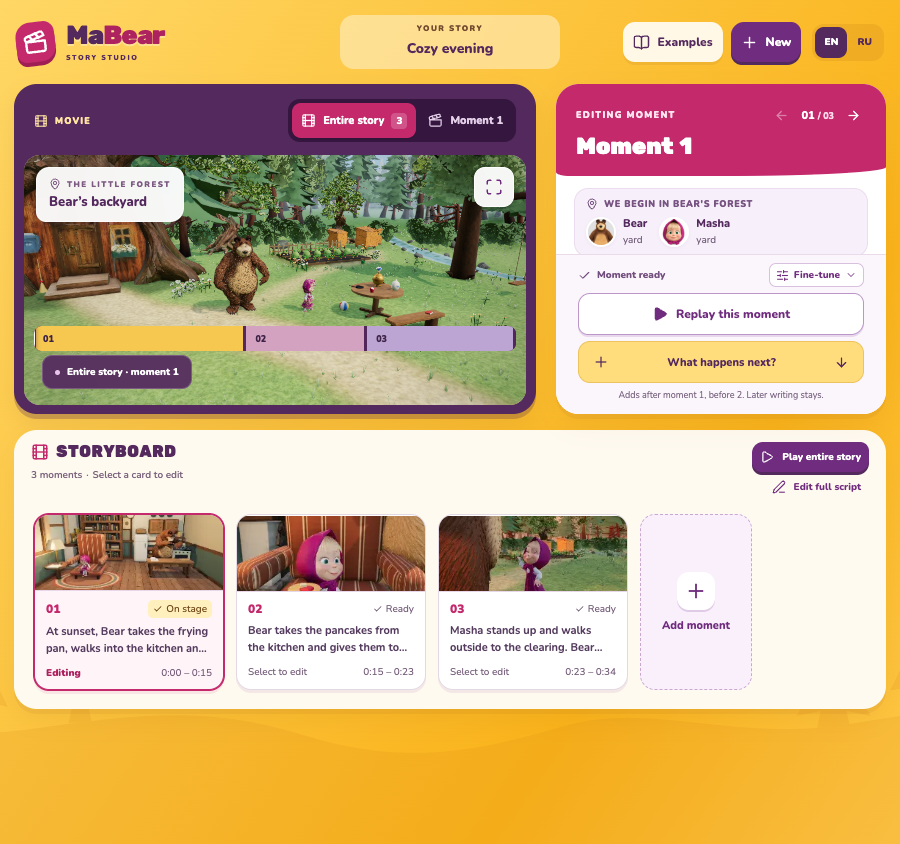 MaBear
STORY STUDIO
YOUR STORY
Cozy evening
Examples
New
EN
RU
MOVIE
Entire story 3
Moment 1
THE LITTLE FOREST
Bear's backyard
01
02
03
Entire story · moment 1
EDITING MOMENT
01 / 03
Moment 1
WE BEGIN IN BEAR'S FOREST
Bear
yard
Masha
yard
Moment ready
Fine-tune
Replay this moment
What happens next?
Adds after moment 1, before 2. Later writing stays.
STORYBOARD
3 moments · Select a card to edit
Play entire story
Edit full script
01
On stage
At sunset, Bear takes the frying
pan, walks into the kitchen an...
Editing
0:00 – 0:15
02
Ready
Bear takes the pancakes from
the kitchen and gives them to...
Select to edit
0:15 – 0:23
03
Ready
Masha stands up and walks
outside to the clearing. Bear...
Select to edit
0:23 – 0:34
Add moment